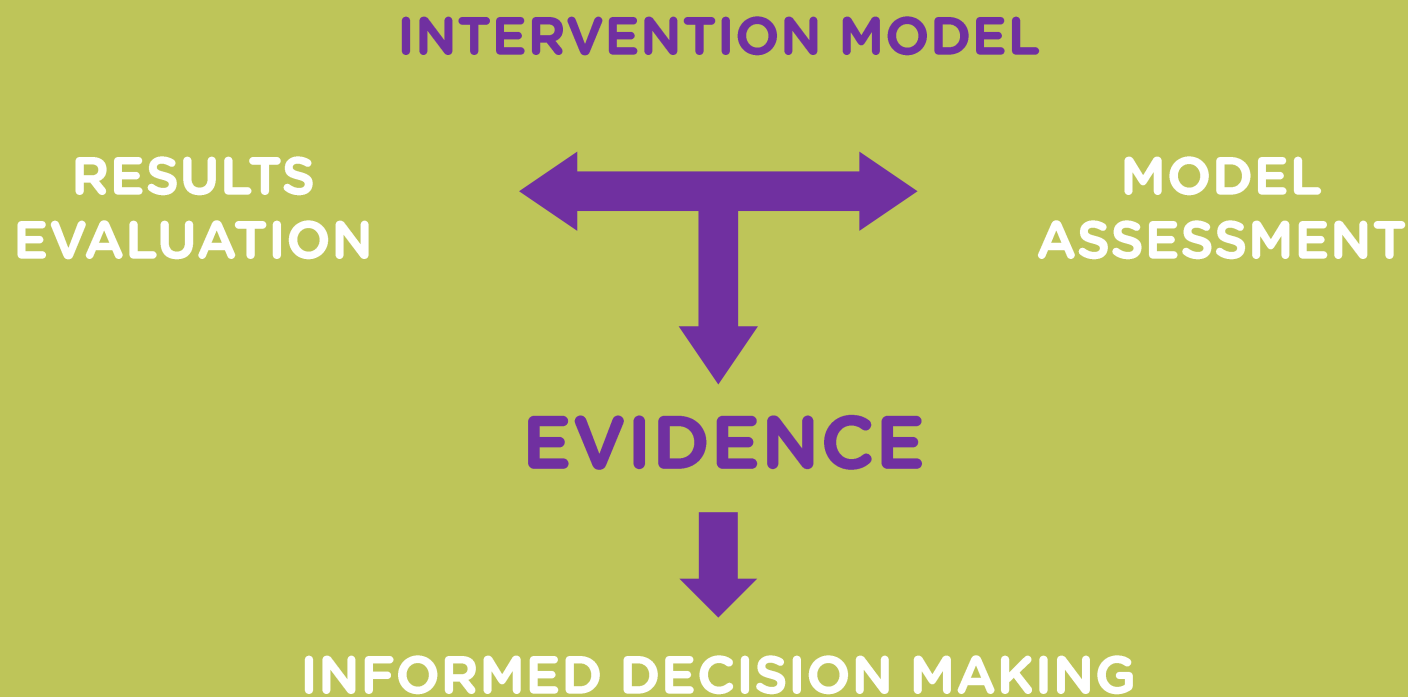 INTERVENTION MODEL
RESULTS
EVALUATION
MODEL
ASSESSMENT
EVIDENCE
INFORMED DECISION MAKING